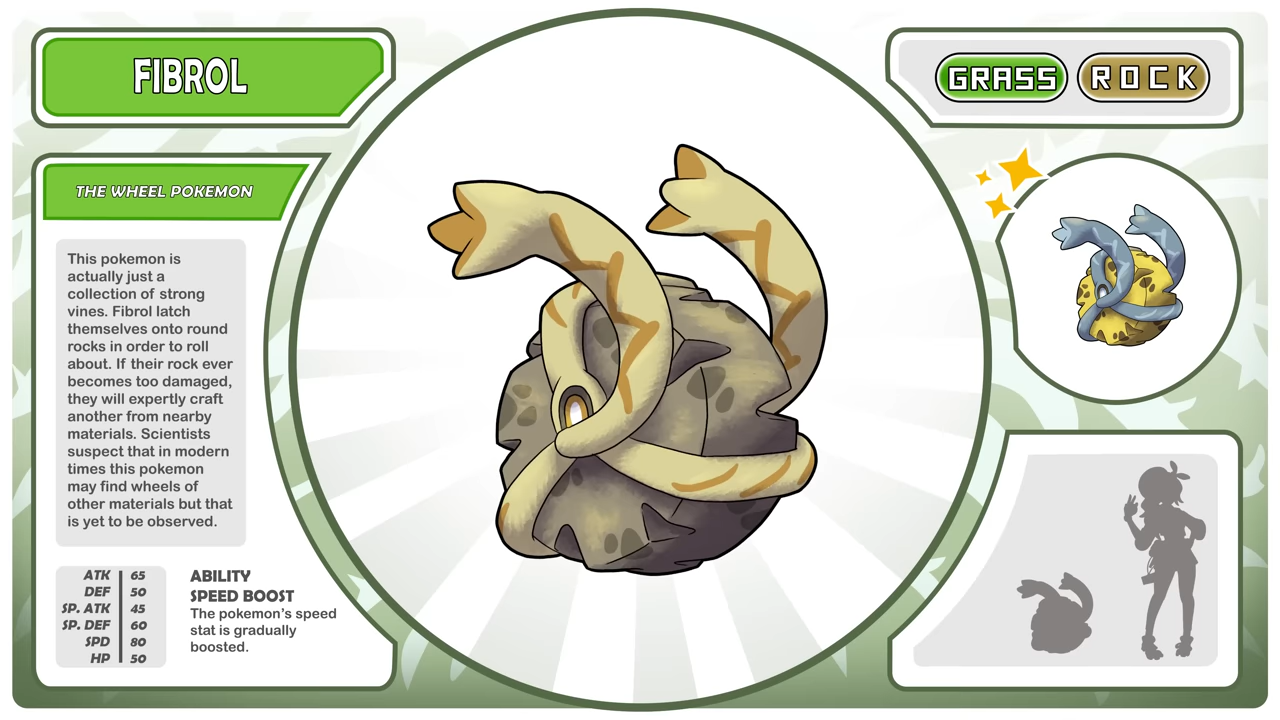 FIBROL
GRASS ROCK
THE WHEEL POKEMON
This pokemon is
actually just a
collection of strong
vines. Fibrol latch
themselves onto round
rocks in order to roll
about. If their rock ever
becomes too damaged,
they will expertly craft
another from nearby
materials. Scientists
suspect that in modern
times this pokemon
may find wheels of
other materials but that
is yet to be observed.
ATK 65
DEF 50
SP. ATK 45
SP. DEF 60
SPD 80
HP 50
ABILITY
SPEED BOOST
The pokemon's speed
stat is gradually
boosted.